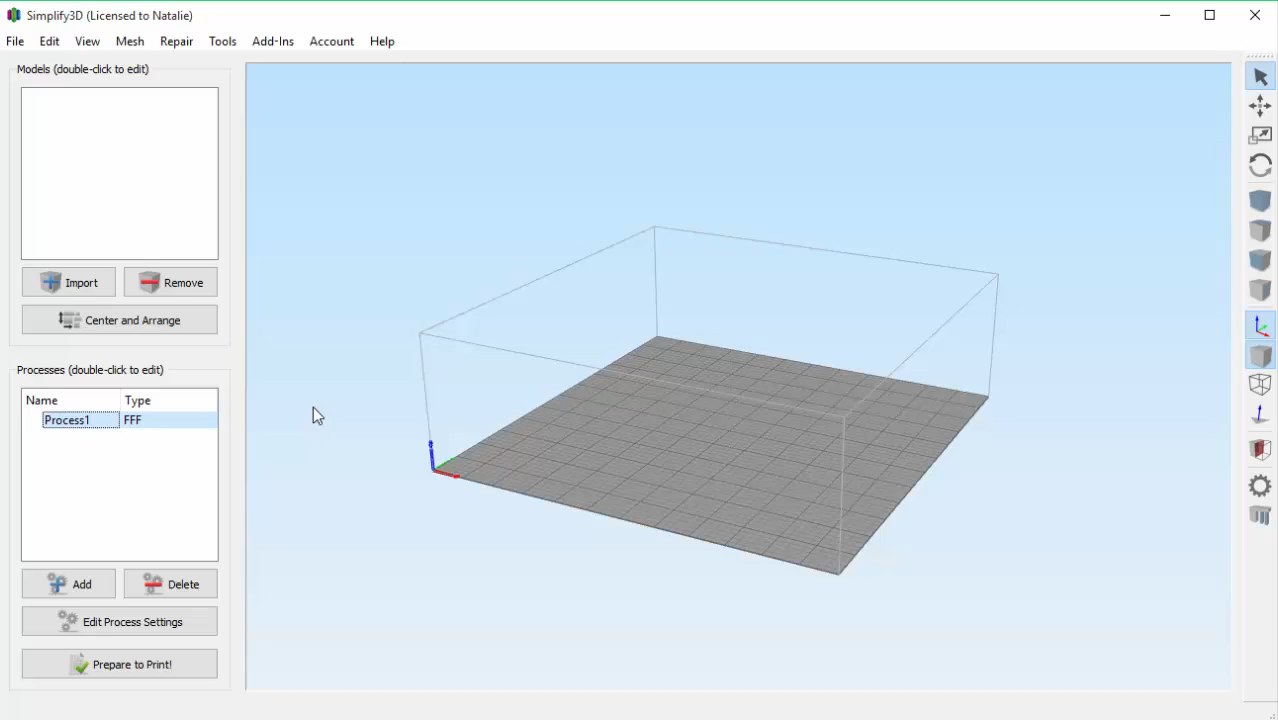 Simplify3D (Licensed to Natalie)
File Edit View Mesh Repair Tools Add-Ins Account Help
Models (double-click to edit)
Import Remove
Center and Arrange
Processes (double-click to edit)
Name Type
Process1 FFF
Add Delete
Edit Process Settings
Prepare to Print!